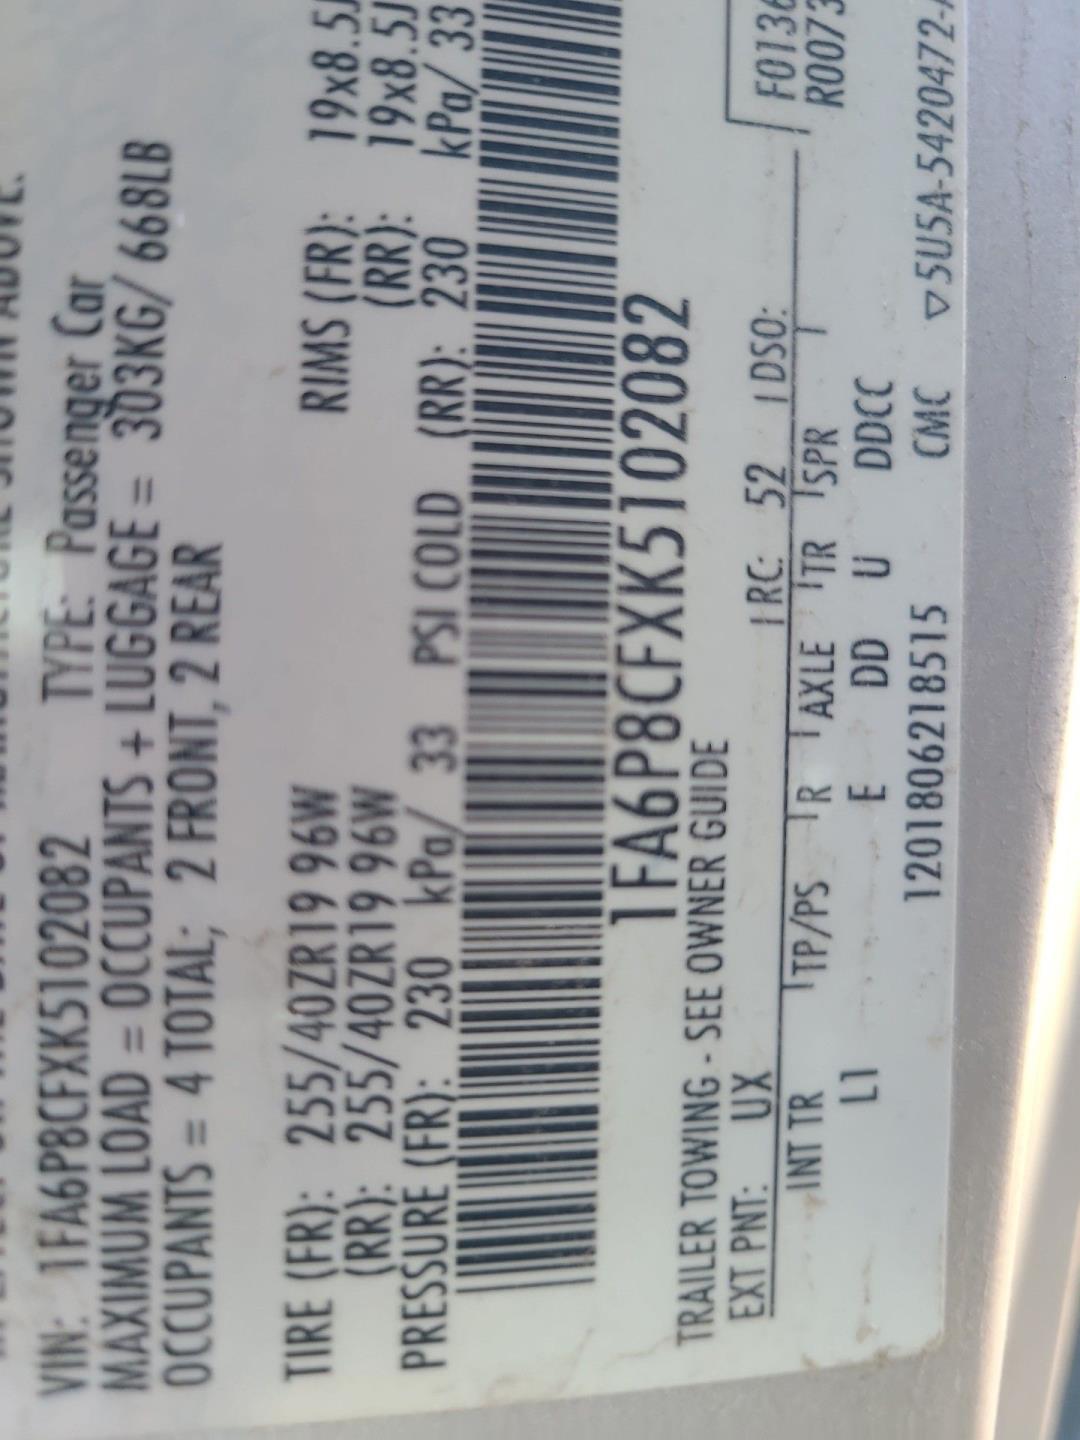 VIN: 1FA6P8CFXK5102082 TYPE: Passenger Car
MAXIMUM LOAD = OCCUPANTS + LUGGAGE = 303KG/ 668LB
OCCUPANTS = 4 TOTAL; 2 FRONT, 2 REAR
TIRE (FR): 255/40ZR19 96W RIMS (FR): 19x8.5J
(RR): 255/40ZR19 96W (RR): 19x8.5J
PRESSURE (FR): 230 kPa/ 33 PSI COLD (RR): 230 kPa/ 33
1FA6P8CFXK5102082
TRAILER TOWING - SEE OWNER GUIDE
EXT PNT: UX RC: 52 DSO: F0136
R0073
INT TR TP/PS R AXLE TR SPR
L1 E DD U DDCC
1201806218515 CMC ▽5U5A-5420472-